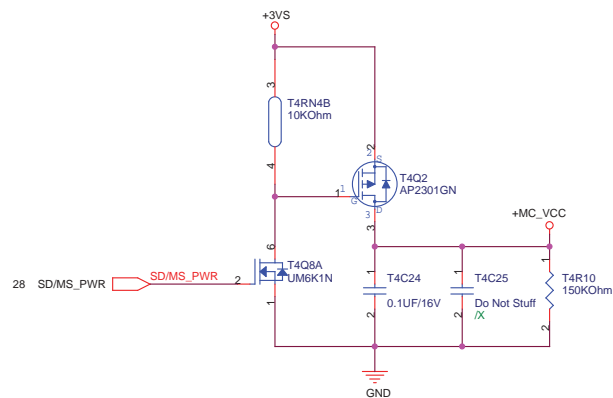 +3VS
3
T4RN4B
10KOhm
4
2
2
S
T4Q2
AP2301GN
1
1
G
D
3
3
+MC_VCC
6
T4Q8A
UM6K1N
28 SD/MS_PWR
SD/MS_PWR
2
1
1
T4C24
0.1UF/16V
2
1
T4C25
Do Not Stuff
/X
2
1
T4R10
150KOhm
2
GND